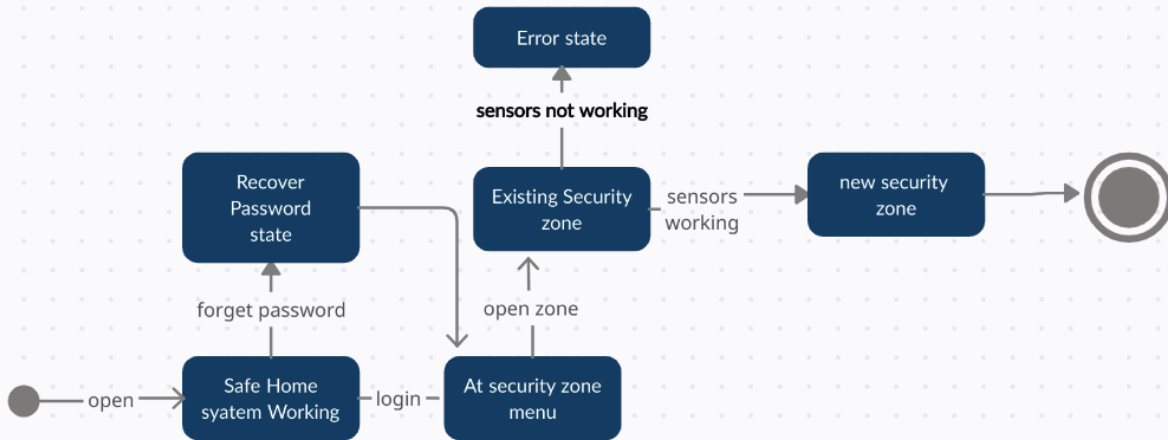 Error state
sensors not working
Recover
Password
state
Existing Security
zone
sensors
working
new security
zone
forget password
open zone
open
Safe Home
syatem Working
login
At security zone
menu